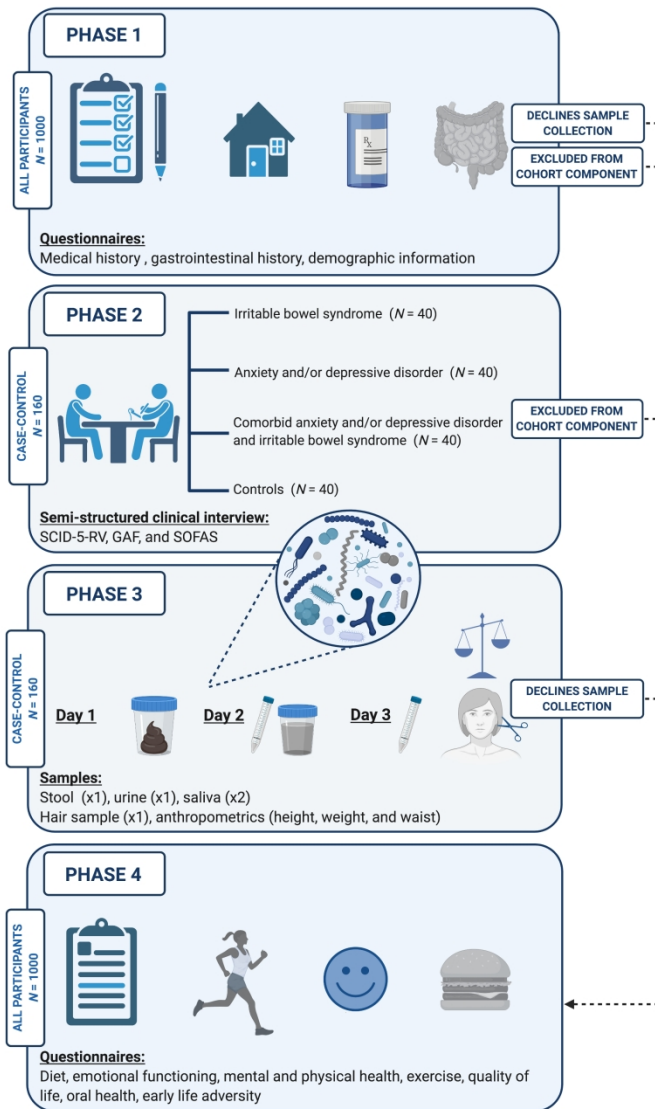 PHASE 1
ALL PARTICIPANTS
N = 1000
Rx
DECLINES SAMPLE
COLLECTION
EXCLUDED FROM
COHORT COMPONENT
Questionnaires:
Medical history , gastrointestinal history, demographic information
PHASE 2
CASE-CONTROL
N = 160
Irritable bowel syndrome (N = 40)
Anxiety and/or depressive disorder (N = 40)
Comorbid anxiety and/or depressive disorder
and irritable bowel syndrome (N = 40)
Controls (N = 40)
EXCLUDED FROM
COHORT COMPONENT
Semi-structured clinical interview:
SCID-5-RV, GAF, and SOFAS
PHASE 3
CASE-CONTROL
N = 160
Day 1
Day 2
Day 3
DECLINES SAMPLE
COLLECTION
Samples:
Stool (x1), urine (x1), saliva (x2)
Hair sample (x1), anthropometrics (height, weight, and waist)
PHASE 4
ALL PARTICIPANTS
N = 1000
Questionnaires:
Diet, emotional functioning, mental and physical health, exercise, quality of
life, oral health, early life adversity